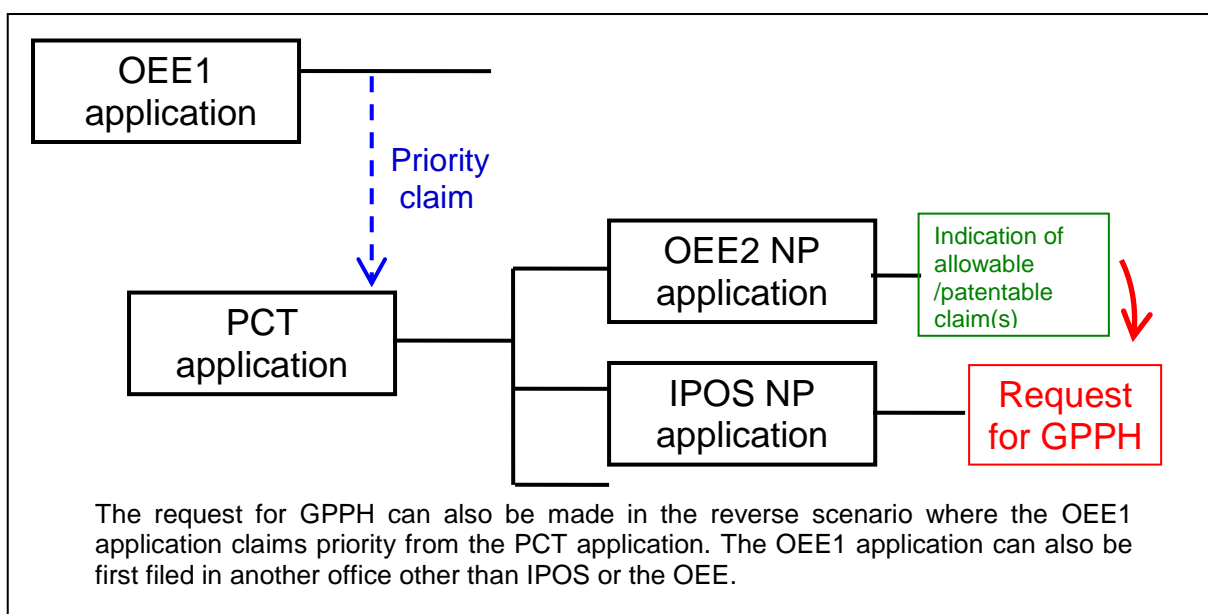 OEE1
application
Priority
claim
PCT
application
OEE2 NP
application
Indication of
allowable
/patentable
claim(s)
IPOS NP
application
Request
for GPPH
The request for GPPH can also be made in the reverse scenario where the OEE1
application claims priority from the PCT application. The OEE1 application can also be
first filed in another office other than IPOS or the OEE.